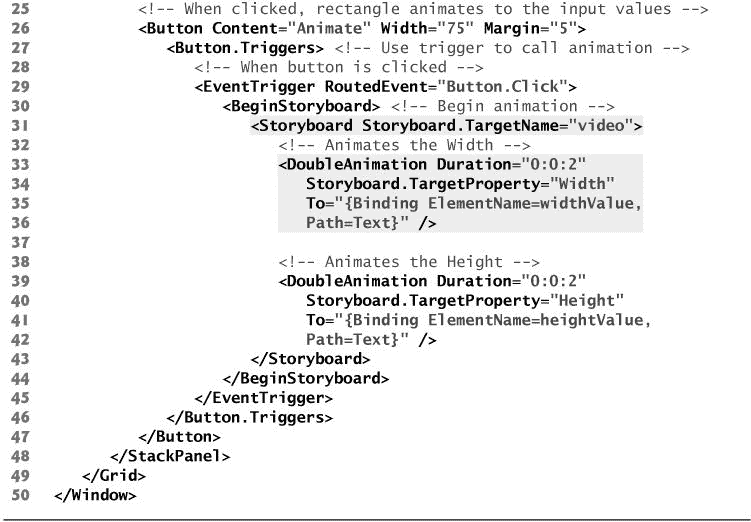 25 <!-- When clicked, rectangle animates to the input values -->
26 <Button Content="Animate" Width="75" Margin="5">
27 <Button.Triggers> <!-- Use trigger to call animation -->
28 <!-- When button is clicked -->
29 <EventTrigger RoutedEvent="Button.Click">
30 <BeginStoryboard> <!-- Begin animation -->
31 <Storyboard Storyboard.TargetName="video">
32 <!-- Animates the Width -->
33 <DoubleAnimation Duration="0:0:2"
34 Storyboard.TargetProperty="Width"
35 To="{Binding ElementName=widthValue,
36 Path=Text}" />
37
38 <!-- Animates the Height -->
39 <DoubleAnimation Duration="0:0:2"
40 Storyboard.TargetProperty="Height"
41 To="{Binding ElementName=heightValue,
42 Path=Text}" />
43 </Storyboard>
44 </BeginStoryboard>
45 </EventTrigger>
46 </Button.Triggers>
47 </Button>
48 </StackPanel>
49 </Grid>
50 </Window>